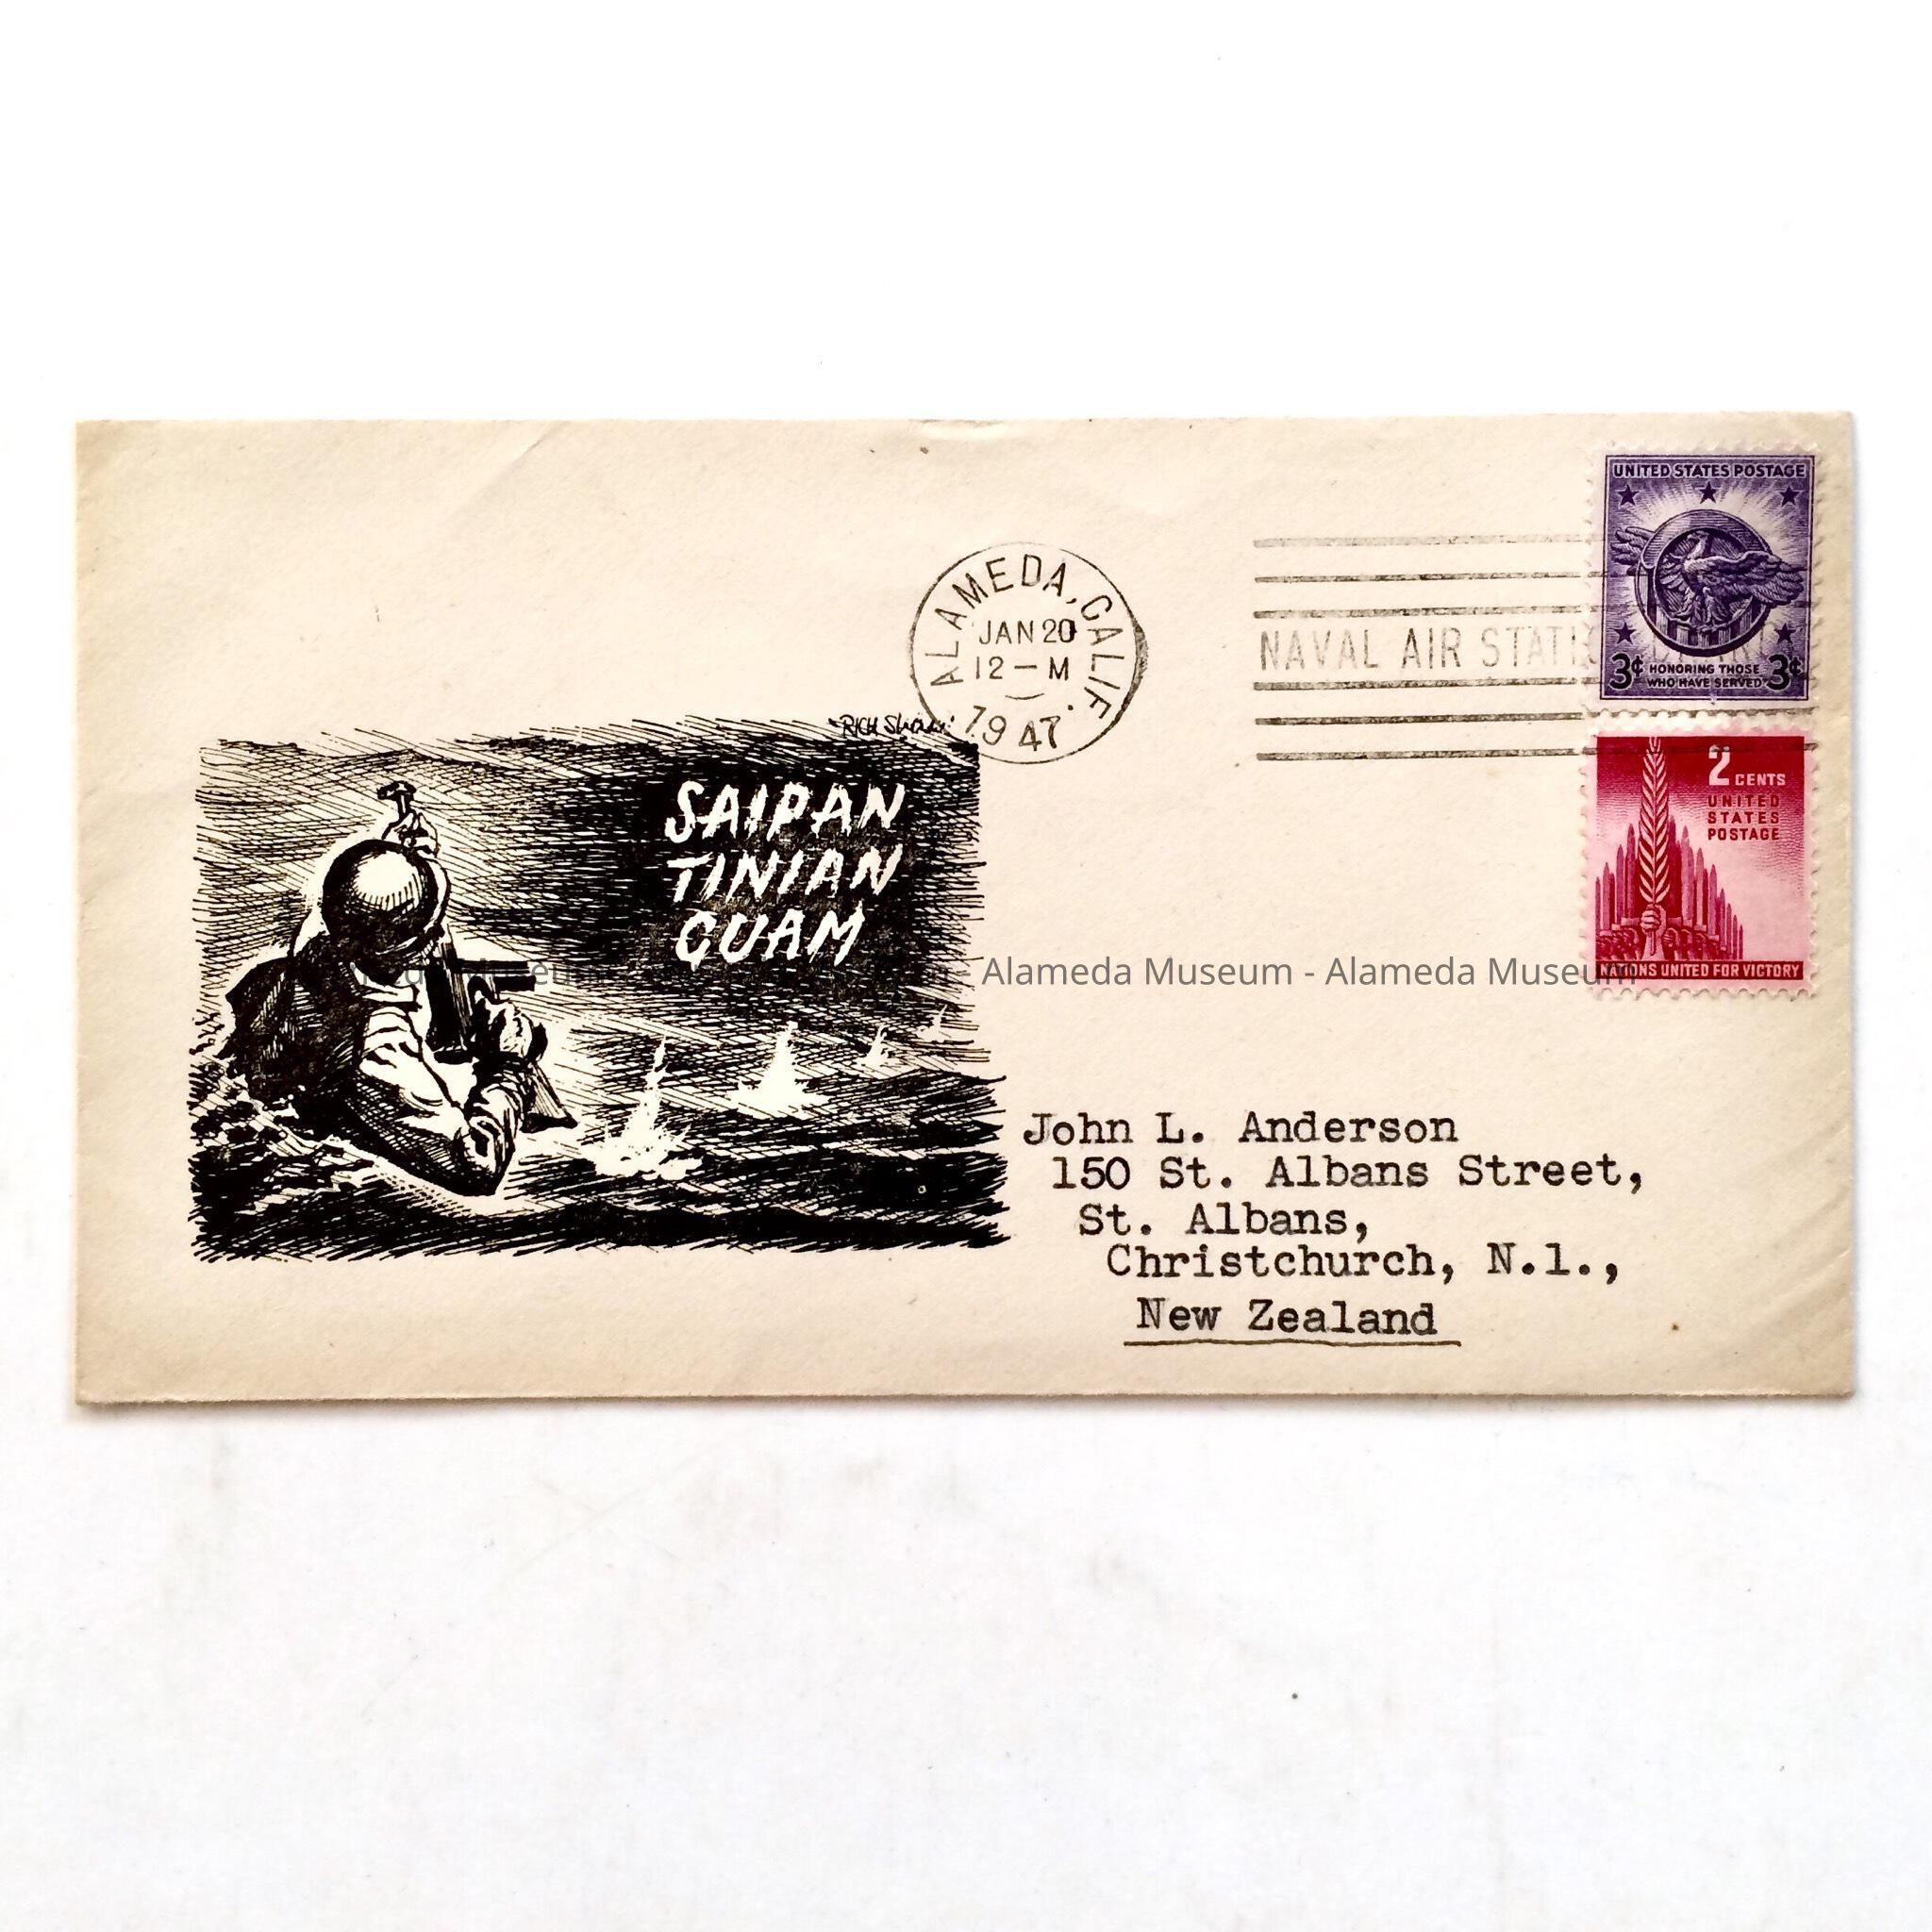 UNITED STATES POSTAGE
3¢ HONORING THOSE 3¢
WHO HAVE SERVED
ALAMEDA, CALIF.
JAN 20
12 - M
1947
NAVAL AIR STATI
2 CENTS
UNITED
STATES
POSTAGE
NATIONS UNITED FOR VICTORY
RICH
SAIPAN
TINIAN
GUAM
Museum - Alameda Museum - Alameda Museum
John L. Anderson
150 St. Albans Street,
St. Albans,
Christchurch, N.1.,
New Zealand